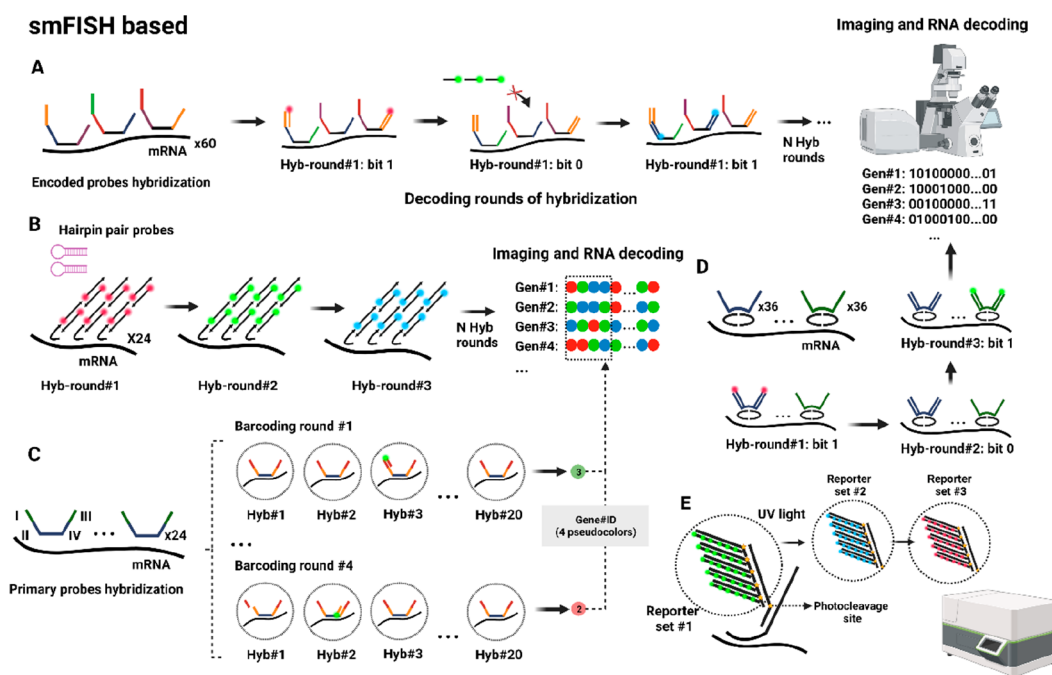 smFISH based
Imaging and RNA decoding
A
mRNA
x60
Encoded probes hybridization
Hyb-round#1: bit 1
Hyb-round#1: bit 0
Hyb-round#1: bit 1
N Hyb
rounds
...
Decoding rounds of hybridization
Gen#1: 10100000...01
Gen#2: 10001000...00
Gen#3: 00100000...11
Gen#4: 01000100...00
...
B
Hairpin pair probes
X24
mRNA
Hyb-round#1
Hyb-round#2
Hyb-round#3
N Hyb
rounds
Imaging and RNA decoding
Gen#1:
Gen#2:
Gen#3:
Gen#4:
...
D
x36
...
x36
mRNA
Hyb-round#3: bit 1
Hyb-round#1: bit 1
Hyb-round#2: bit 0
C
I
II
III
IV
...
x24
mRNA
Primary probes hybridization
Barcoding round #1
Hyb#1
Hyb#2
Hyb#3
...
Hyb#20
3
Gene#ID
(4 pseudocolors)
...
Barcoding round #4
Hyb#1
Hyb#2
Hyb#3
...
Hyb#20
2
E
UV light
Reporter
set #2
Reporter
set #3
Reporter
set #1
Photocleavage
site